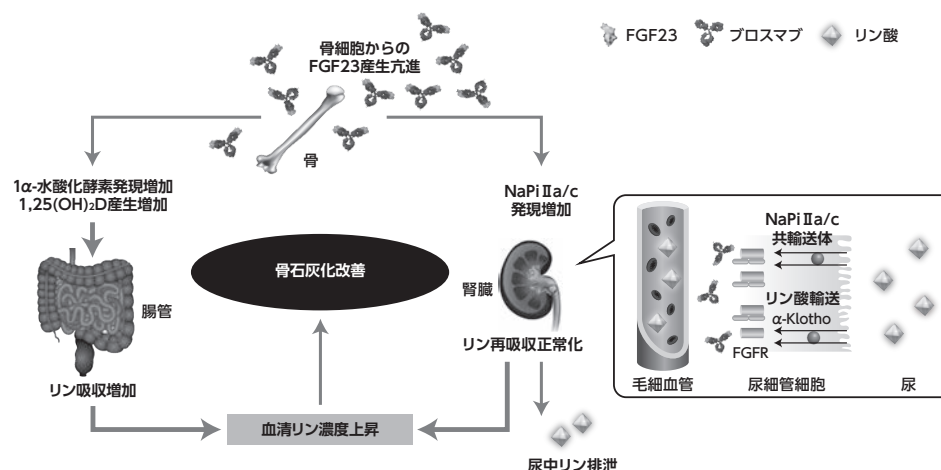 FGF23
ブロスマブ
リン酸
骨細胞からの
FGF23産生亢進
骨
1α-水酸化酵素発現増加
1,25(OH)₂D産生増加
NaPiⅡa/c
発現増加
骨石灰化改善
腸管
腎臓
リン吸収増加
リン再吸収正常化
血清リン濃度上昇
尿中リン排泄
NaPiⅡa/c
共輸送体
リン酸輸送
α-Klotho
FGFR
毛細血管
尿細管細胞
尿